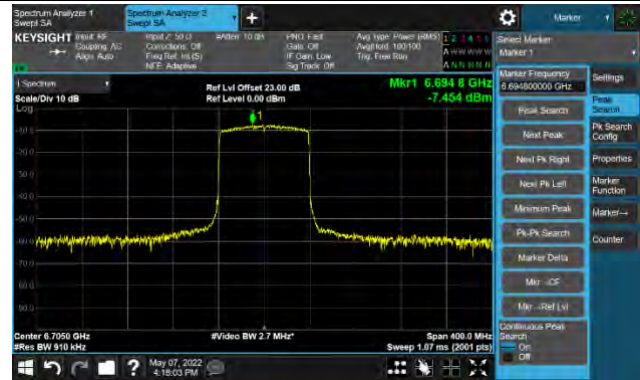 Spectrum Analyzer 1
Swept SA
Spectrum Analyzer 2
Swept SA
+
Marker
KEYSIGHT Input: RF
Coupling: AC
Align: Auto
Input Z: 50 Ω
Corrections: Off
Freq Ref: Int (S)
NFE: Adaptive
#Atten: 10 dB
PNO: Fast
Gate: Off
IF Gain: Low
Sig Track: Off
Avg Type: Power (RMS)
Avg|Hold: 100/100
Trig: Free Run
1 2 3 4 5 6
A W W W W W
A N N N N N
Select Marker
Marker 1
1 Spectrum
Scale/Div 10 dB
Log
Ref Lvl Offset 23.00 dB
Ref Level 0.00 dBm
Mkr1 6.694 8 GHz
-7.454 dBm
1
-10.0
-20.0
-30.0
-40.0
-50.0
-60.0
-70.0
-80.0
-90.0
Center 6.7050 GHz
#Res BW 910 kHz
#Video BW 2.7 MHz*
Span 400.0 MHz
Sweep 1.07 ms (2001 pts)
Marker Frequency
6.694800000 GHz
Peak Search
Next Peak
Next Pk Right
Next Pk Left
Minimum Peak
Pk-Pk Search
Marker Delta
Mkr→CF
Mkr→Ref Lvl
Continuous Peak
Search
On
Off
Settings
Peak
Search
Pk Search
Config
Properties
Marker
Function
Marker→
Counter
?
May 07, 2022
4:18:03 PM